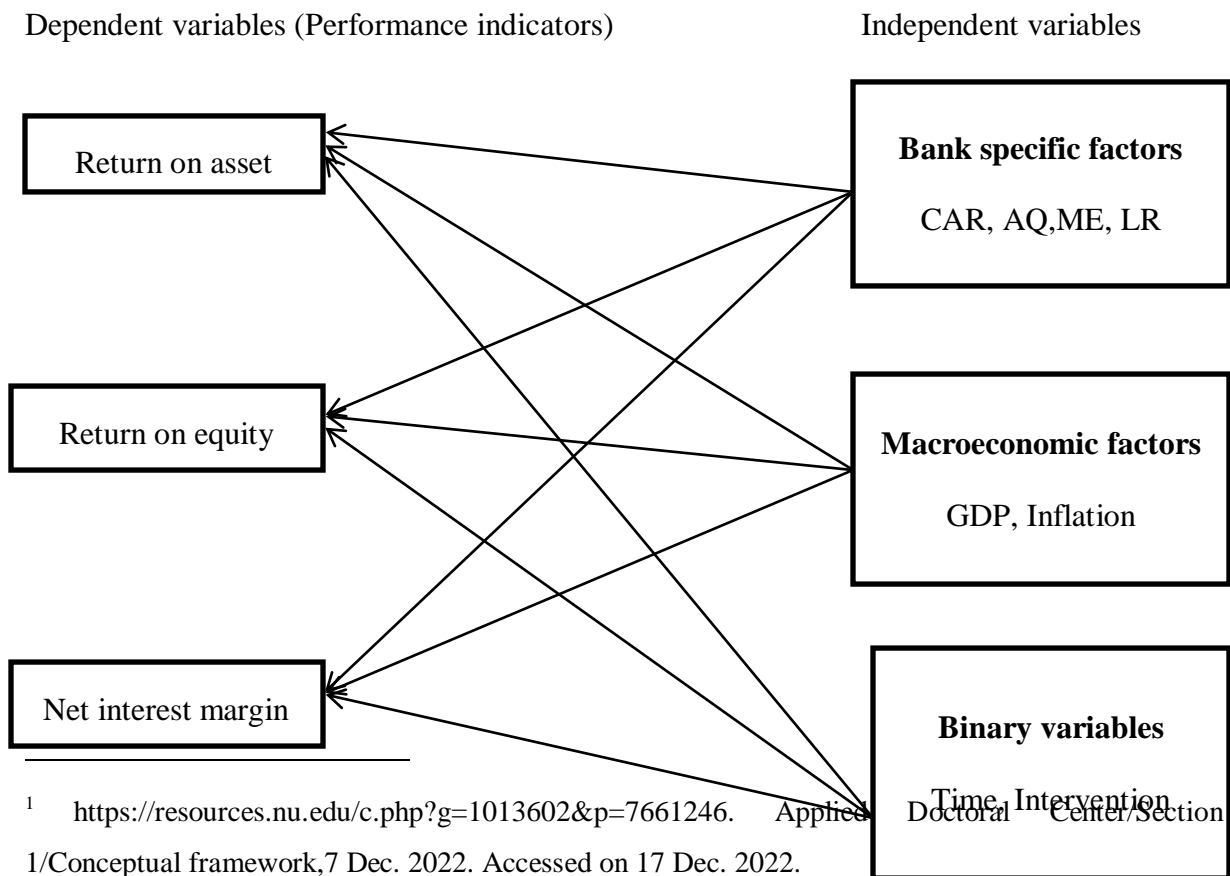 Dependent variables (Performance indicators) Independent variables
Return on asset
Bank specific factors
CAR, AQ,ME, LR
Return on equity
Macroeconomic factors
GDP, Inflation
Net interest margin
Binary variables
Time, Intervention
1 https://resources.nu.edu/c.php?g=1013602&p=7661246. Applied Doctoral Center/Section
1/Conceptual framework,7 Dec. 2022. Accessed on 17 Dec. 2022.